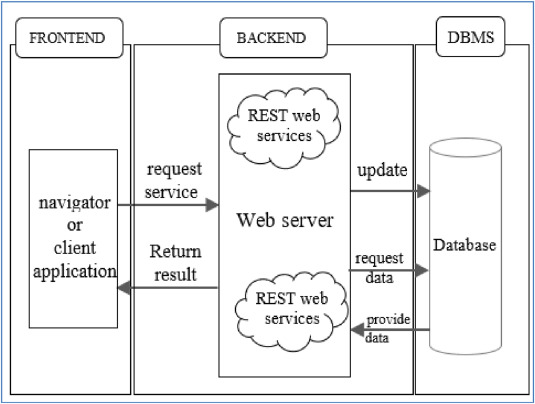 FRONTEND
BACKEND
DBMS
navigator
or
client
application
request
service
Return
result
REST web
services
Web server
REST web
services
update
request
data
provide
data
Database